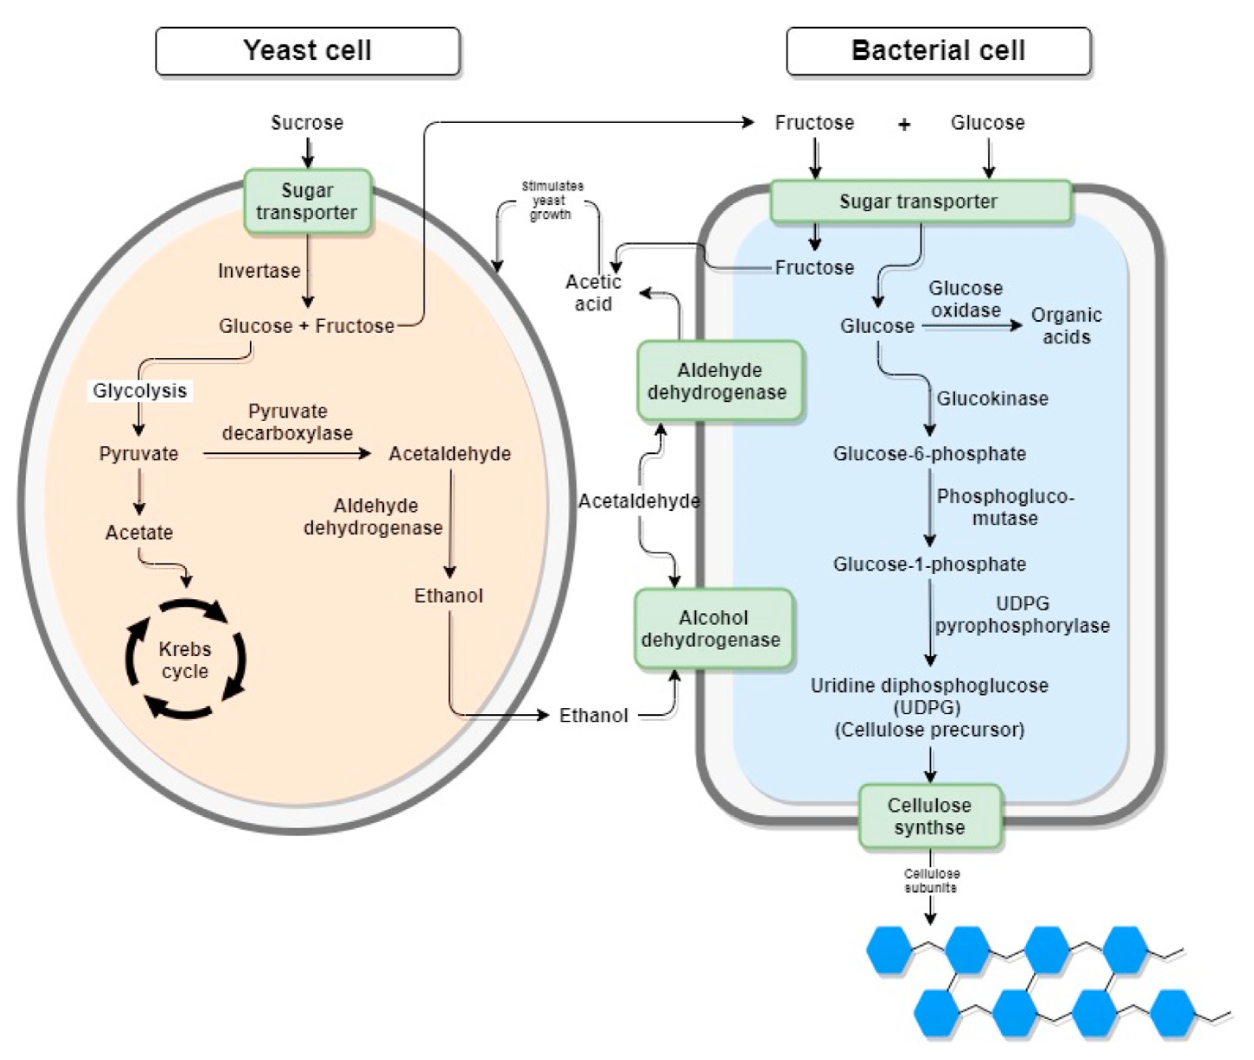 Yeast cell
Bacterial cell
Sucrose
Fructose + Glucose
Sugar
transporter
Stimulates
yeast
growth
Sugar transporter
Invertase
Acetic
acid
Fructose
Glucose + Fructose
Glucose
oxidase
Glucose
Organic
acids
Glycolysis
Aldehyde
dehydrogenase
Glucokinase
Pyruvate
decarboxylase
Pyruvate
Acetaldehyde
Glucose-6-phosphate
Aldehyde
dehydrogenase
Acetaldehyde
Phosphogluco-
mutase
Acetate
Glucose-1-phosphate
Ethanol
Alcohol
dehydrogenase
UDPG
pyrophosphorylase
Krebs
cycle
Uridine diphosphoglucose
(UDPG)
(Cellulose precursor)
Ethanol
Cellulose
synthse
Cellulose
subunits